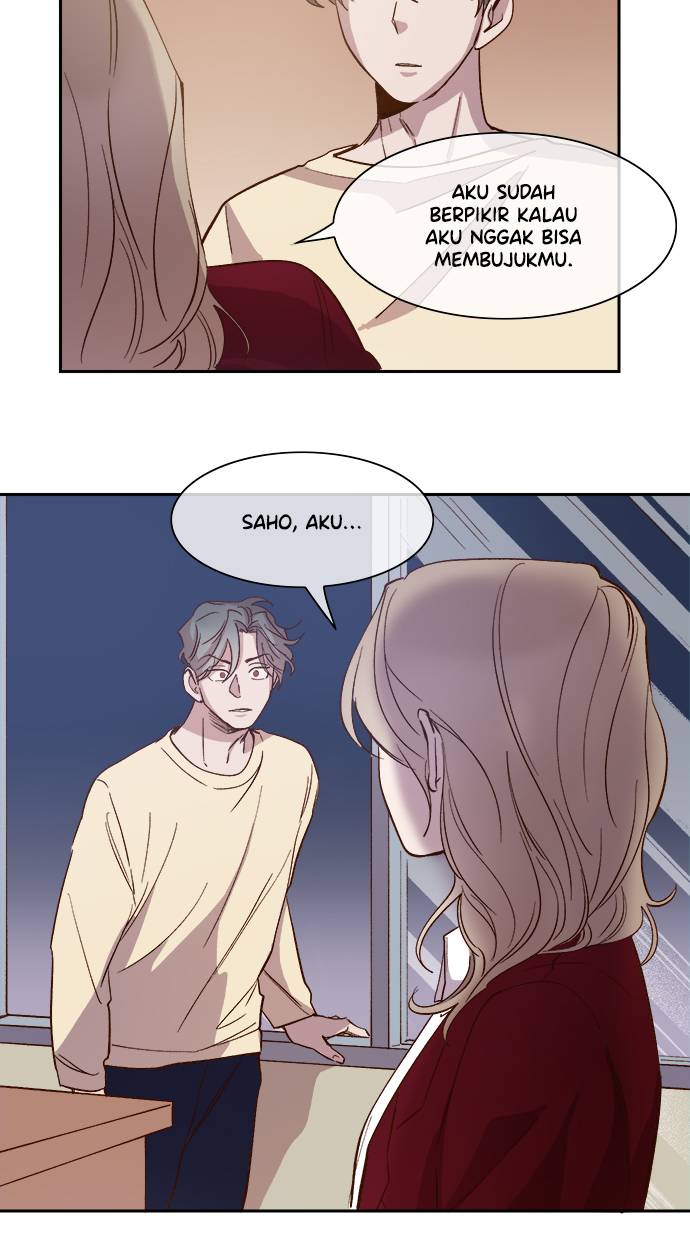 AKU SUDAH
BERPIKIR KALAU
AKU NGGAK BISA
MEMBUJUKMU.
SAHO, AKU...